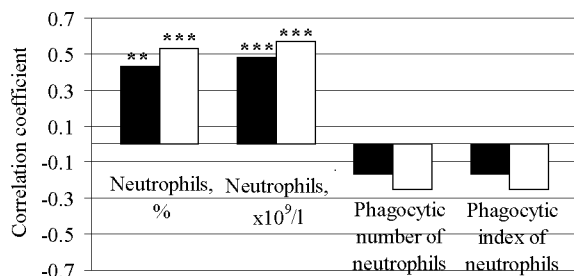 Correlation coefficient
0.7
0.5
0.3
0.1
-0.1
-0.3
-0.5
-0.7
**
***
***
***
Neutrophils,
%
Neutrophils,
x10⁹/l
Phagocytic
number of
neutrophils
Phagocytic
index of
neutrophils